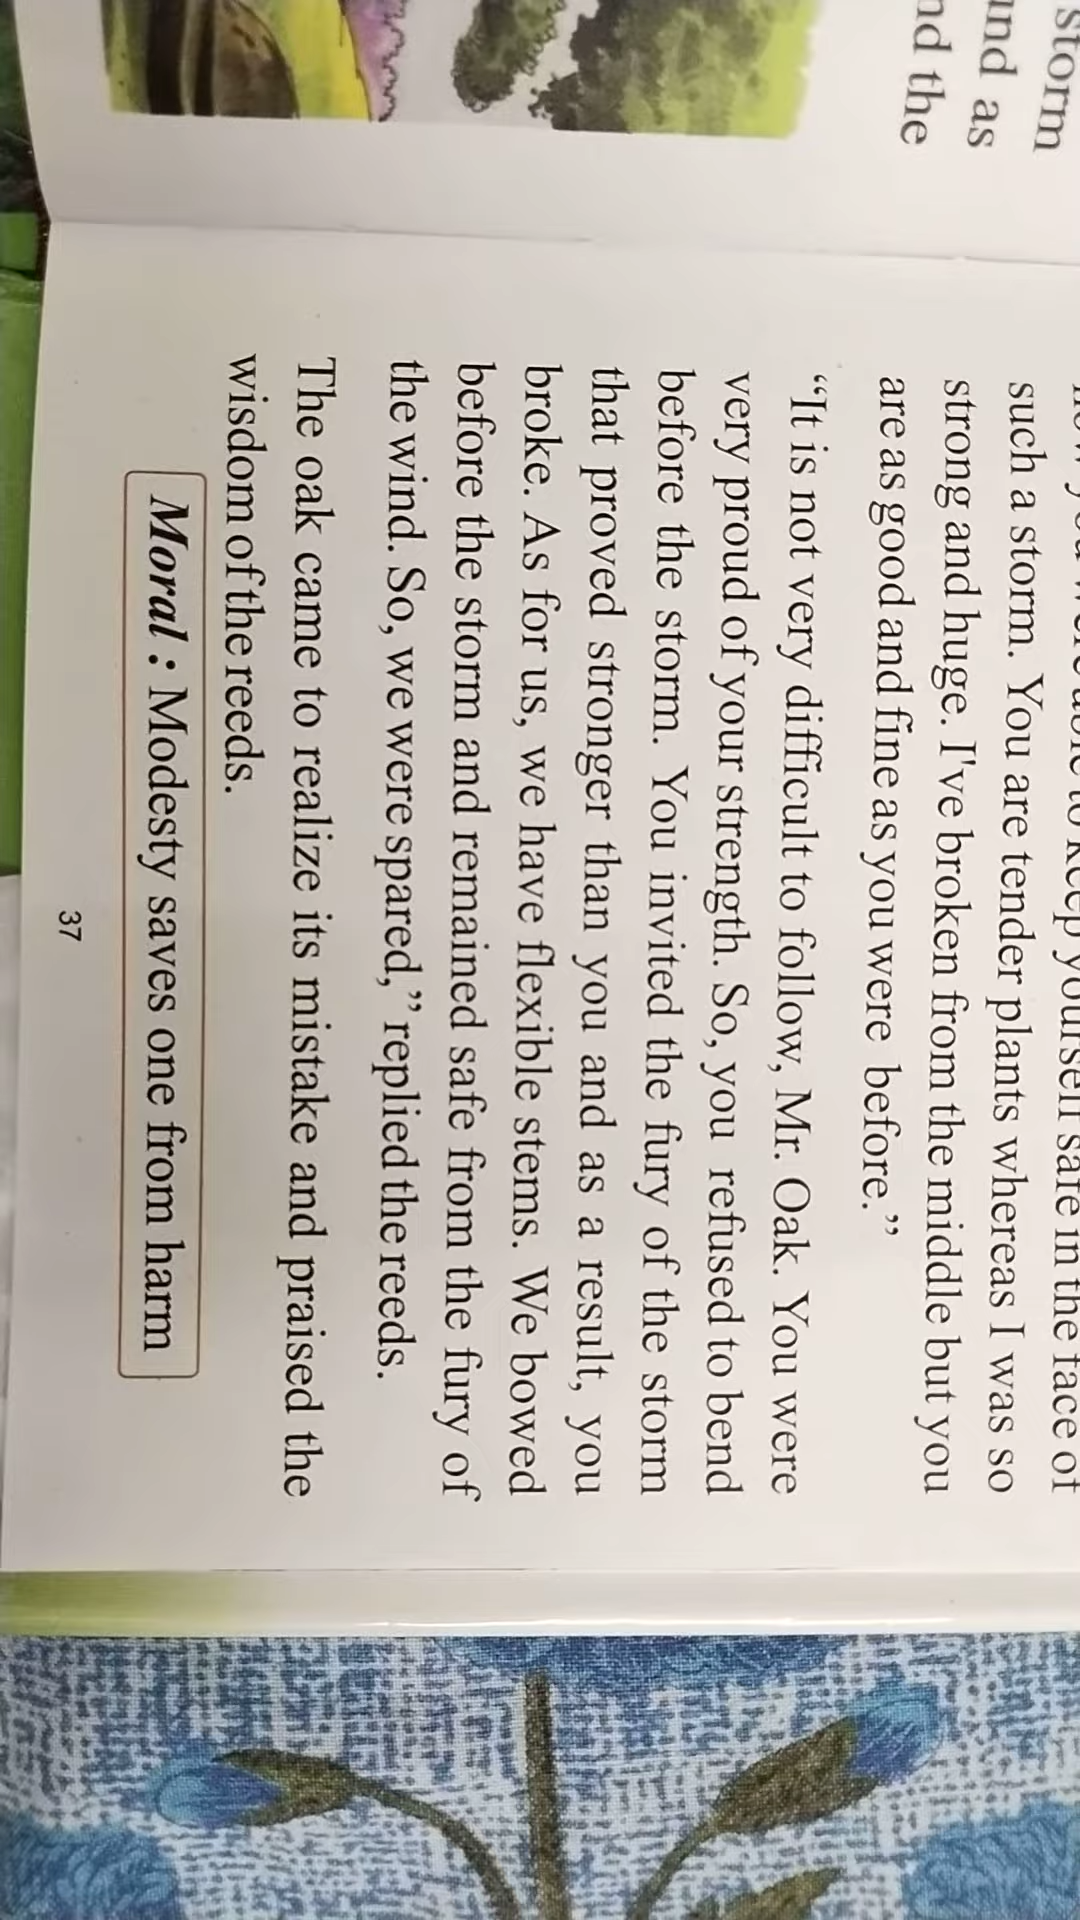 storm
and as
nd the
to keep yourself safe in the face of
such a storm. You are tender plants whereas I was so
strong and huge. I've broken from the middle but you
are as good and fine as you were before.”
“It is not very difficult to follow, Mr. Oak. You were
very proud of your strength. So, you refused to bend
before the storm. You invited the fury of the storm
that proved stronger than you and as a result, you
broke. As for us, we have flexible stems. We bowed
before the storm and remained safe from the fury of
the wind. So, we were spared,” replied the reeds.
The oak came to realize its mistake and praised the
wisdom of the reeds.
Moral : Modesty saves one from harm
37